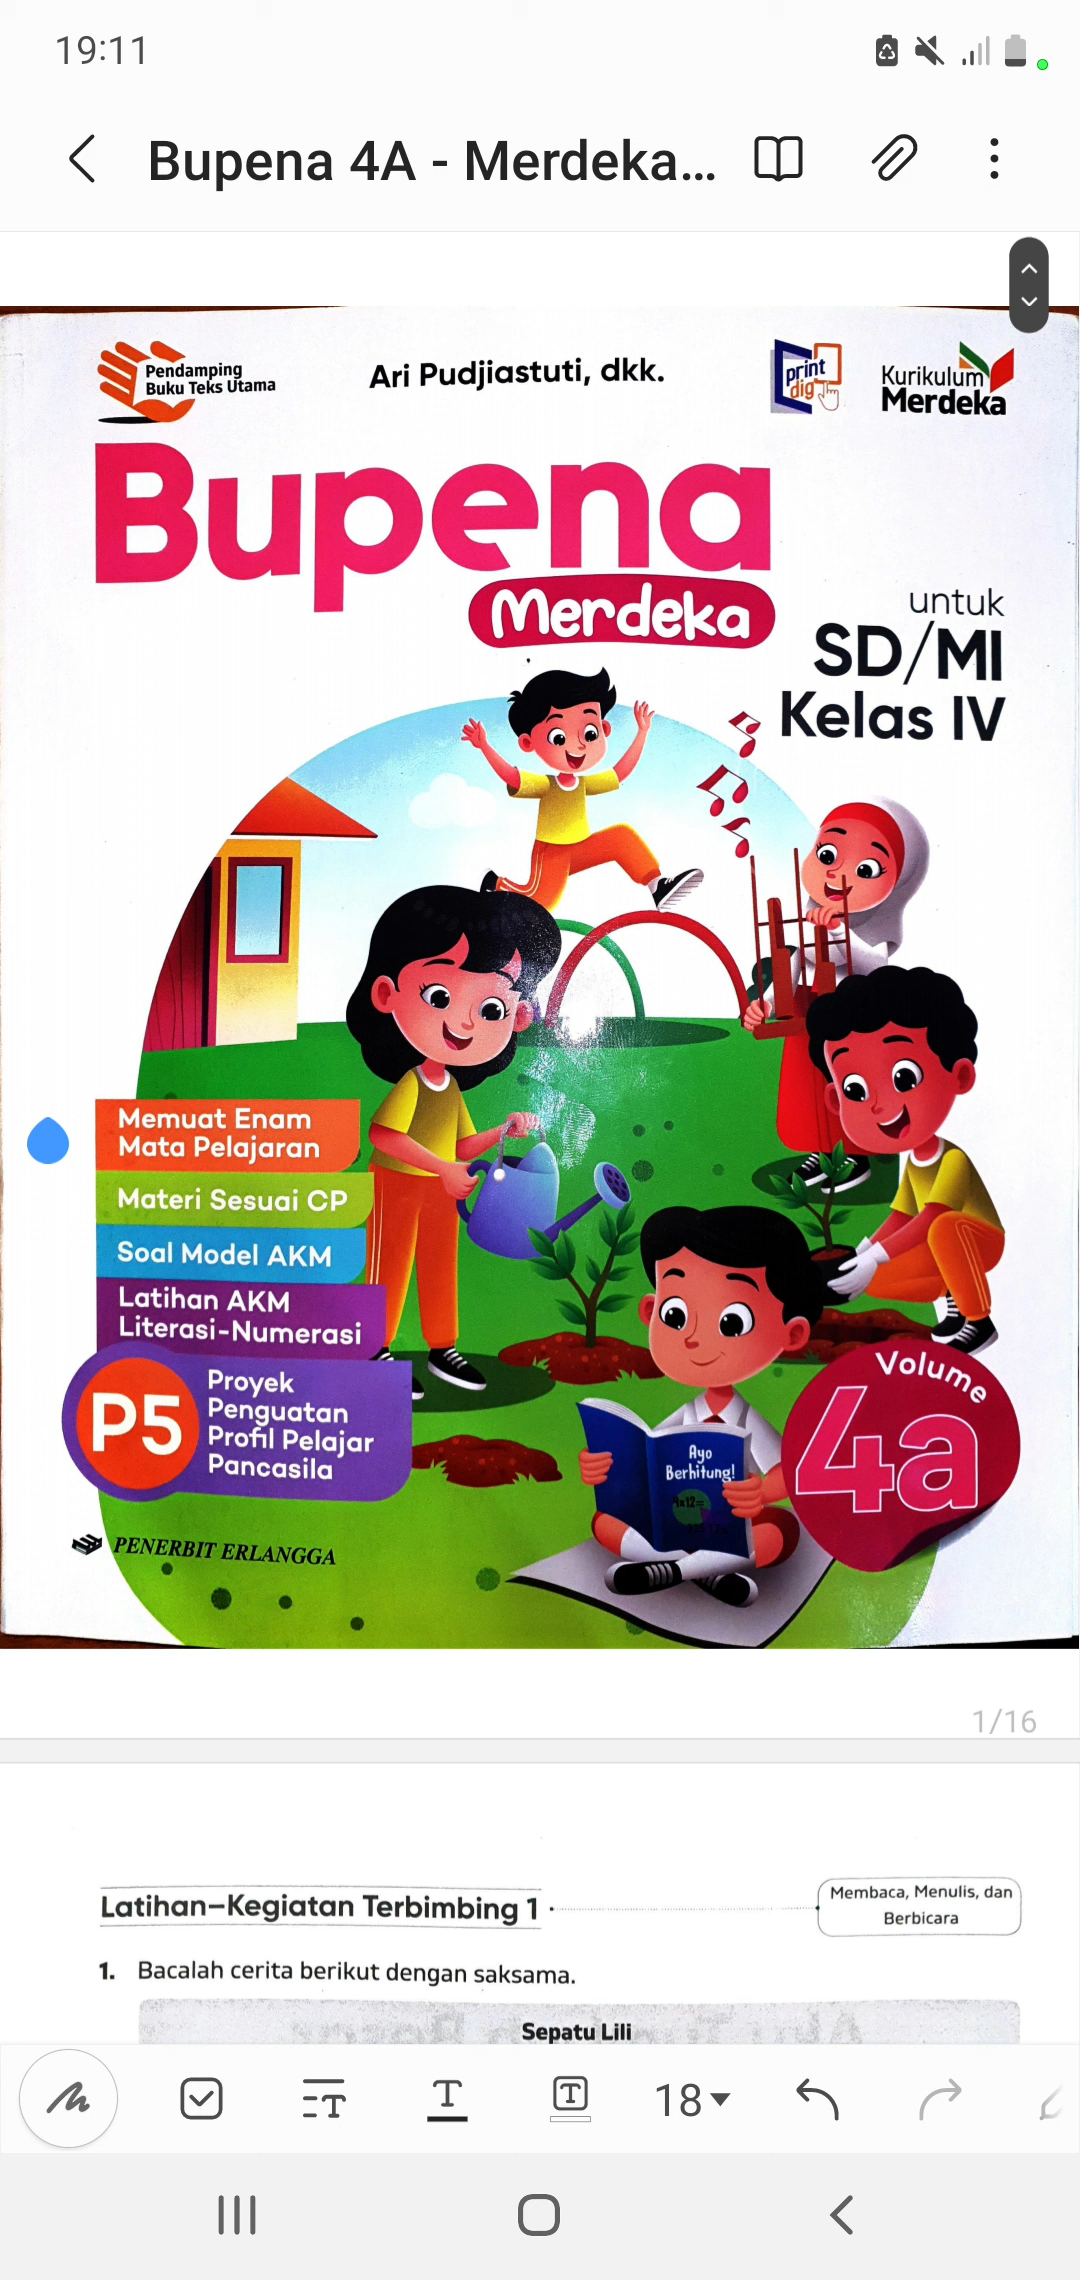 19:11
Bupena 4A - Merdeka...
Pendamping
Buku Teks Utama
Ari Pudjiastuti, dkk.
print
dig
Kurikulum
Merdeka
Bupena
Merdeka
untuk
SD/MI
Kelas IV
Memuat Enam
Mata Pelajaran
Materi Sesuai CP
Soal Model AKM
Latihan AKM
Literasi-Numerasi
P5
Proyek
Penguatan
Profil Pelajar
Pancasila
Ayo
Berhitung!
Volume
4a
PENERBIT ERLANGGA
1/16
Latihan–Kegiatan Terbimbing 1
Membaca, Menulis, dan
Berbicara
1. Bacalah cerita berikut dengan saksama.
Sepatu Lili
18